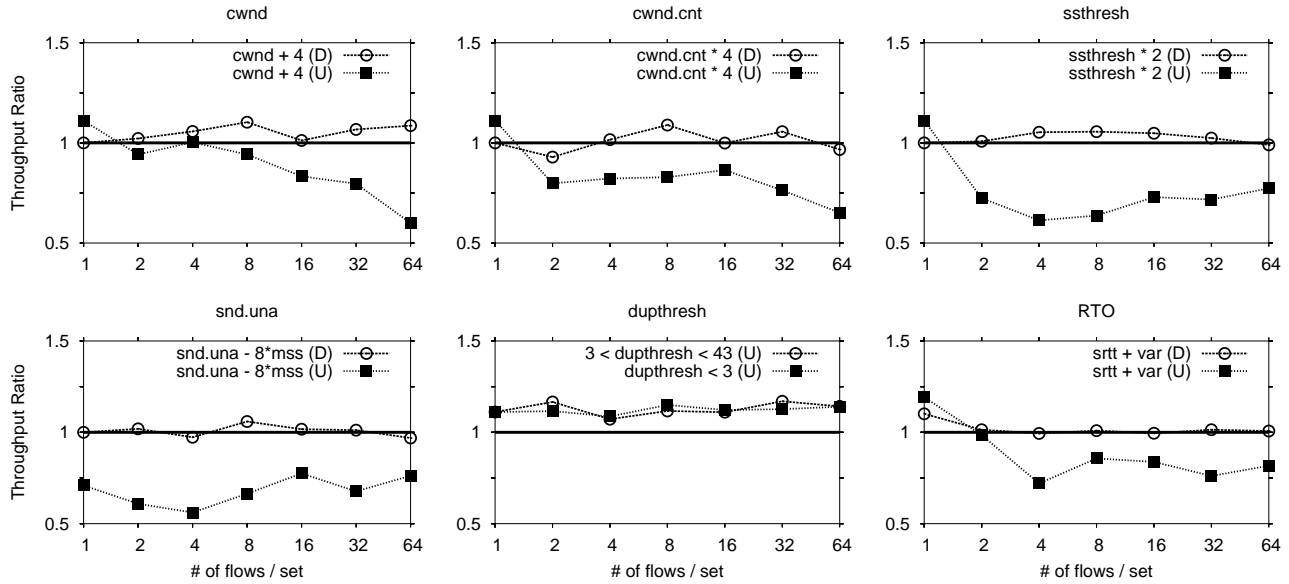 cwnd
1.5
1
0.5
Throughput Ratio
cwnd + 4 (D)
cwnd + 4 (U)
1 2 4 8 16 32 64
cwnd.cnt
1.5
1
0.5
cwnd.cnt * 4 (D)
cwnd.cnt * 4 (U)
1 2 4 8 16 32 64
ssthresh
1.5
1
0.5
ssthresh * 2 (D)
ssthresh * 2 (U)
1 2 4 8 16 32 64
snd.una
1.5
1
0.5
Throughput Ratio
snd.una - 8*mss (D)
snd.una - 8*mss (U)
1 2 4 8 16 32 64
# of flows / set
dupthresh
1.5
1
0.5
3 < dupthresh < 43 (U)
dupthresh < 3 (U)
1 2 4 8 16 32 64
# of flows / set
RTO
1.5
1
0.5
srtt + var (D)
srtt + var (U)
1 2 4 8 16 32 64
# of flows / set